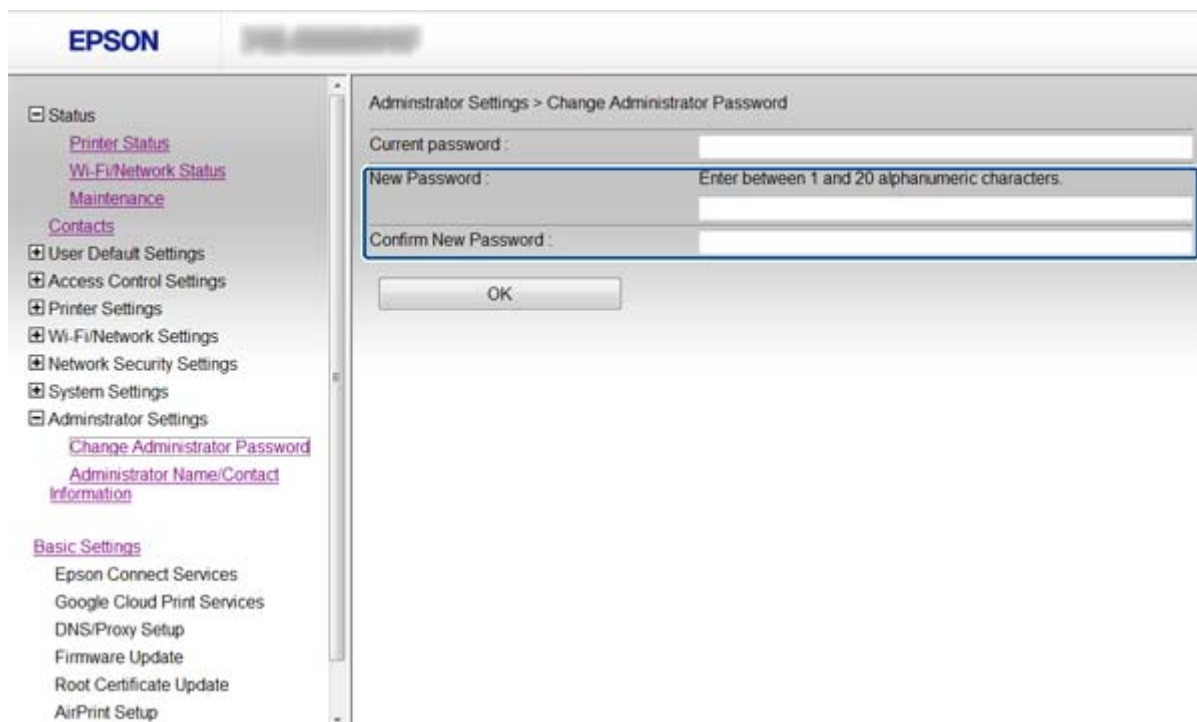 EPSON
Status
Printer Status
Wi-Fi/Network Status
Maintenance
Contacts
User Default Settings
Access Control Settings
Printer Settings
Wi-Fi/Network Settings
Network Security Settings
System Settings
Adminstrator Settings
Change Administrator Password
Administrator Name/Contact
Information
Basic Settings
Epson Connect Services
Google Cloud Print Services
DNS/Proxy Setup
Firmware Update
Root Certificate Update
AirPrint Setup
Adminstrator Settings > Change Administrator Password
Current password :
New Password : Enter between 1 and 20 alphanumeric characters.
Confirm New Password :
OK